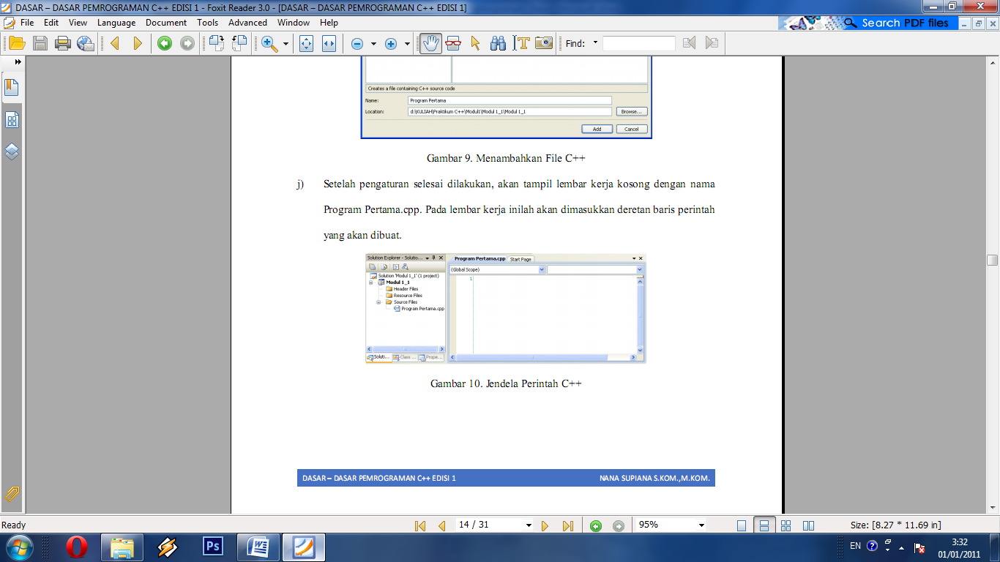 DASAR – DASAR PEMROGRAMAN C++ EDISI 1 - Foxit Reader 3.0 - [DASAR – DASAR PEMROGRAMAN C++ EDISI 1]
File Edit View Language Document Tools Advanced Window Help
Search PDF files
Find:
Creates a file containing C++ source code
Name: Program Pertama
Location: d:\KULIAH\Praktikum C++\Modul1\Modul 1_1\Modul 1_1 Browse...
Add Cancel
Gambar 9. Menambahkan File C++
j) Setelah pengaturan selesai dilakukan, akan tampil lembar kerja kosong dengan nama
Program Pertama.cpp. Pada lembar kerja inilah akan dimasukkan deretan baris perintah
yang akan dibuat.
Solution Explorer - Solutio...
Solution 'Modul 1_1' (1 project)
Modul 1_1
Header Files
Resource Files
Source Files
Program Pertama.cpp
Soluti... Class ... Prope...
Program Pertama.cpp Start Page
(Global Scope)
1
Gambar 10. Jendela Perintah C++
DASAR – DASAR PEMROGRAMAN C++ EDISI 1 NANA SUPIANA S.KOM.,M.KOM.
Ready 14 / 31 95% Size: [8.27 * 11.69 in]
Ps W EN 3:32
01/01/2011